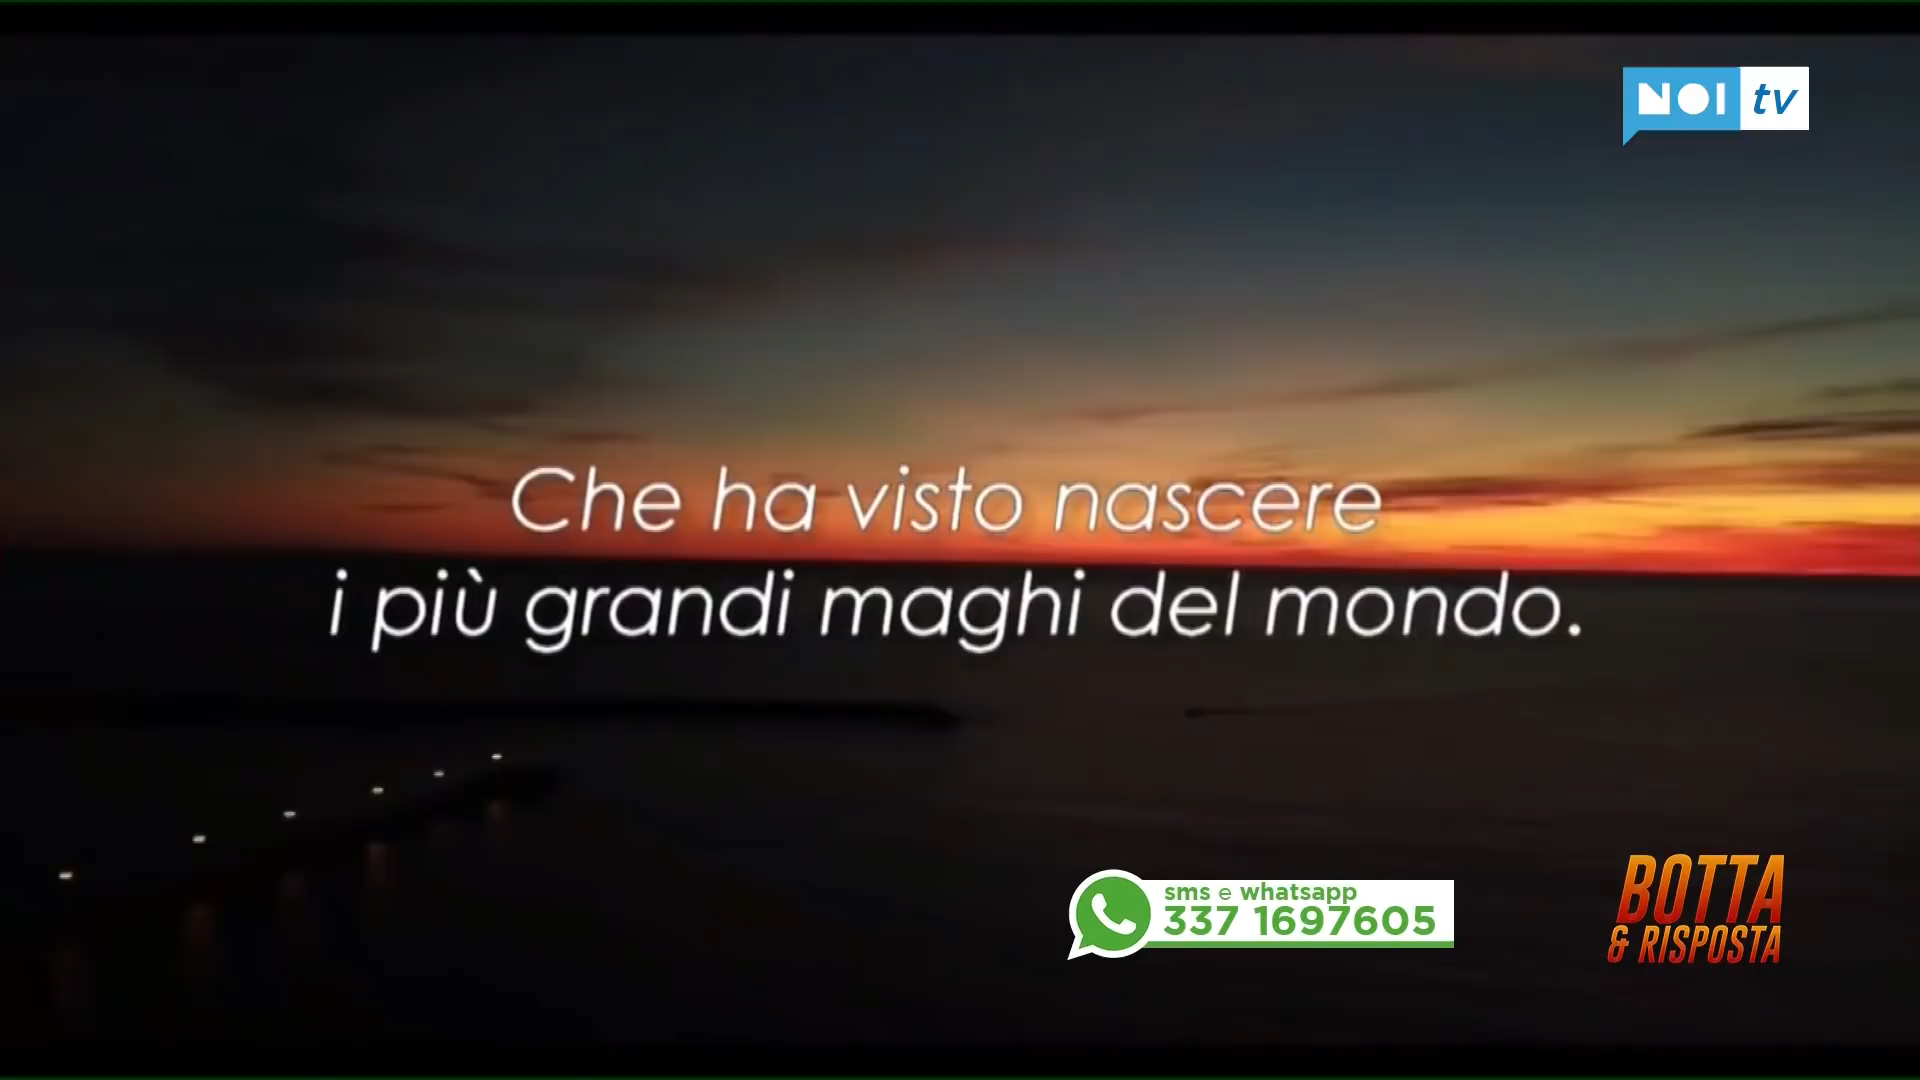 NOI tv
Che ha visto nascere
i più grandi maghi del mondo.
sms e whatsapp
337 1697605
BOTTA
& RISPOSTA